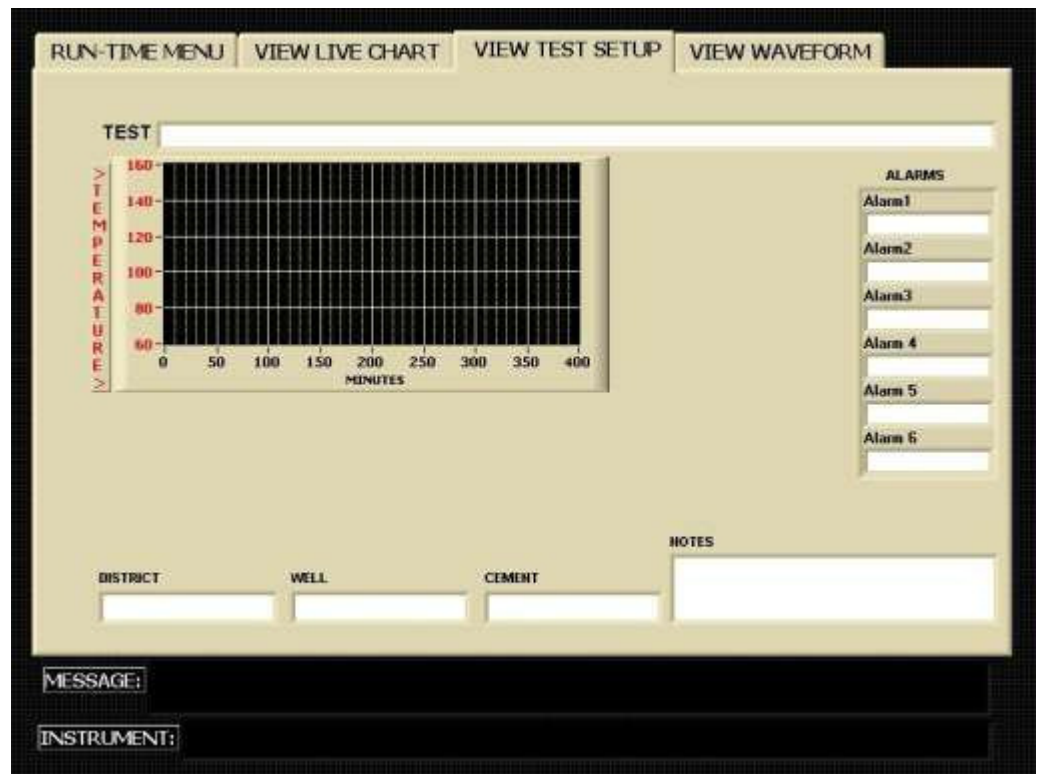 RUN-TIME MENU VIEW LIVE CHART VIEW TEST SETUP VIEW WAVEFORM
TEST
>TEMPERATURE>
160
140
120
100
80
60
0 50 100 150 200 250 300 350 400
MINUTES
ALARMS
Alarm1
Alarm2
Alarm3
Alarm 4
Alarm 5
Alarm 6
NOTES
DISTRICT WELL CEMENT
MESSAGE:
INSTRUMENT: